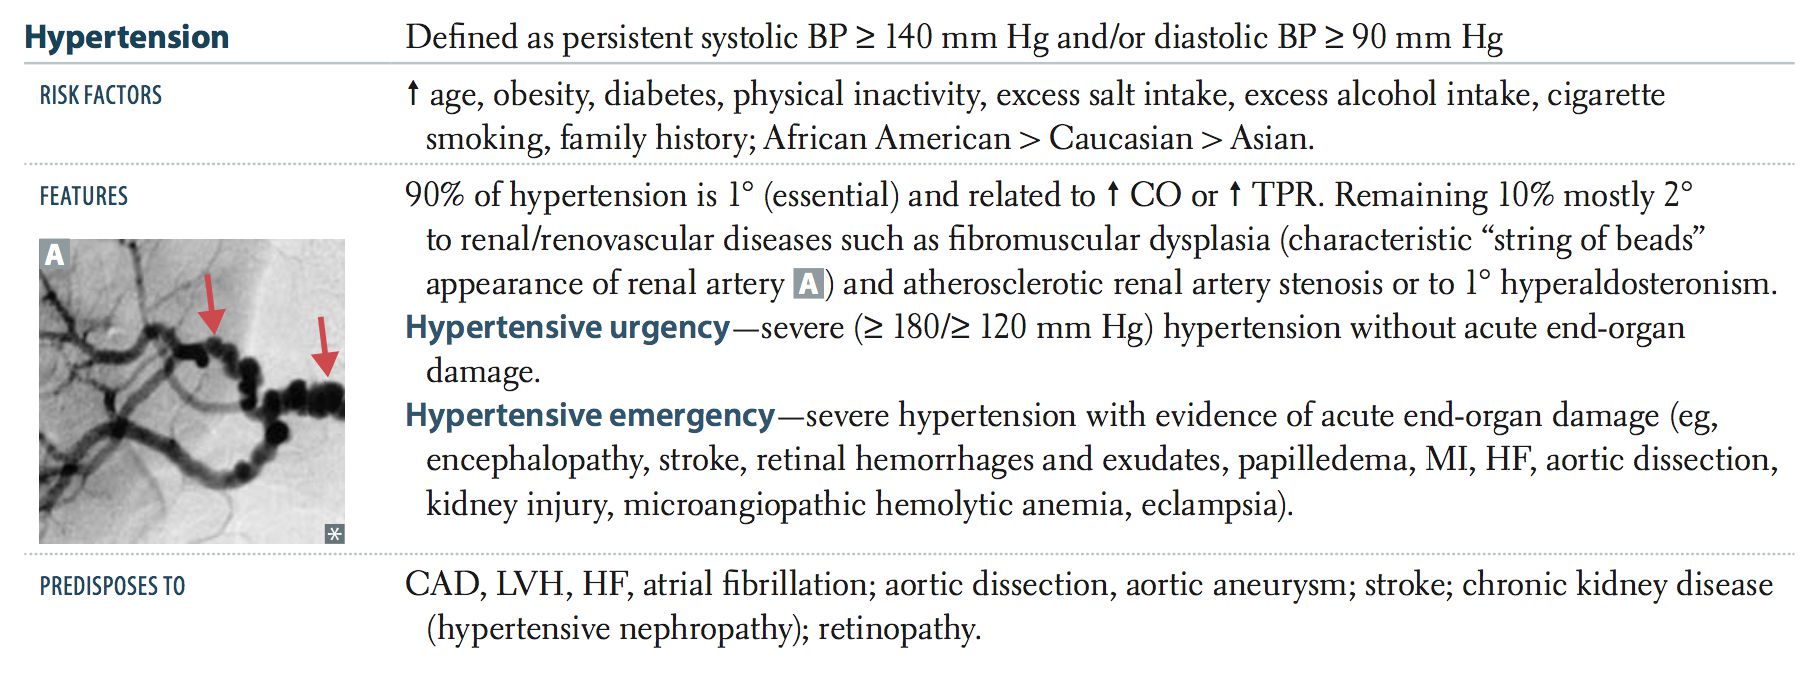 Hypertension Defined as persistent systolic BP ≥ 140 mm Hg and/or diastolic BP ≥ 90 mm Hg
RISK FACTORS ↑ age, obesity, diabetes, physical inactivity, excess salt intake, excess alcohol intake, cigarette
smoking, family history; African American > Caucasian > Asian.
FEATURES 90% of hypertension is 1° (essential) and related to ↑ CO or ↑ TPR. Remaining 10% mostly 2°
to renal/renovascular diseases such as fibromuscular dysplasia (characteristic “string of beads”
appearance of renal artery A) and atherosclerotic renal artery stenosis or to 1° hyperaldosteronism.
Hypertensive urgency—severe (≥ 180/≥ 120 mm Hg) hypertension without acute end-organ
damage.
Hypertensive emergency—severe hypertension with evidence of acute end-organ damage (eg,
encephalopathy, stroke, retinal hemorrhages and exudates, papilledema, MI, HF, aortic dissection,
kidney injury, microangiopathic hemolytic anemia, eclampsia).
A
*
PREDISPOSES TO CAD, LVH, HF, atrial fibrillation; aortic dissection, aortic aneurysm; stroke; chronic kidney disease
(hypertensive nephropathy); retinopathy.